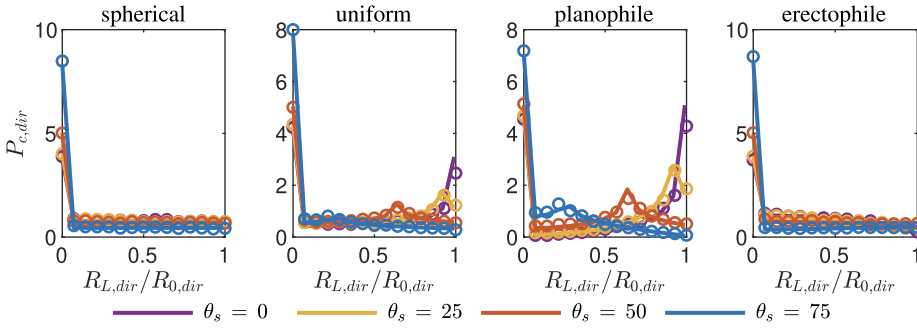 spherical uniform planophile erectophile
10 8 8 10
6 6
5 4 4 5
2 2
0 0 0 0
0 0.5 1 0 0.5 1 0 0.5 1 0 0.5 1
P_{c,dir}
R_{L,dir}/R_{0,dir} R_{L,dir}/R_{0,dir} R_{L,dir}/R_{0,dir} R_{L,dir}/R_{0,dir}
θ_s = 0 θ_s = 25 θ_s = 50 θ_s = 75